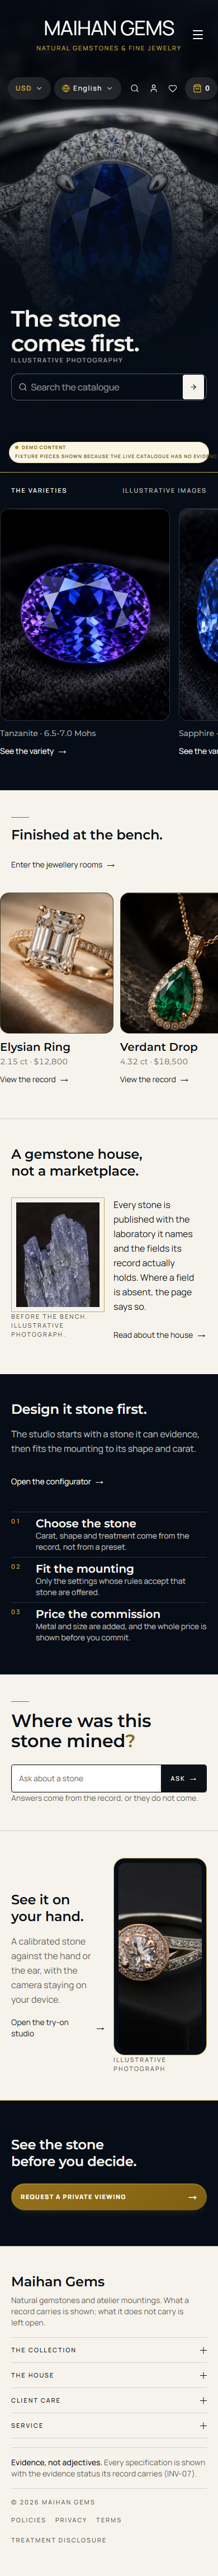 MAIHAN GEMS
NATURAL GEMSTONES & FINE JEWELLERY
USD
English
0
The stone
comes first.
ILLUSTRATIVE PHOTOGRAPHY
Search the catalogue
DEMO CONTENT
FIXTURE PIECES SHOWN BECAUSE THE LIVE CATALOGUE HAS NO
THE VARIETIES
ILLUSTRATIVE IMAGES
Tanzanite · 6.5-7.0 Mohs
Sapphire ·
See the variety →
See the var
Finished at the bench.
Enter the jewellery rooms →
Elysian Ring
Verdant Drop
2.15 ct · $12,800
4.32 ct · $18,500
View the record →
View the record →
A gemstone house,
not a marketplace.
Every stone is
published with the
laboratory it names
and the fields its
record actually
holds. Where a field
is absent, the page
says so.
BEFORE THE BENCH.
ILLUSTRATIVE
PHOTOGRAPH.
Read about the house →
Design it stone first.
The studio starts with a stone it can evidence,
then fits the mounting to its shape and carat.
Open the configurator →
01
Choose the stone
Carat, shape and treatment come from the
record, not from a preset.
02
Fit the mounting
Only the settings whose rules accept that
stone are offered.
03
Price the commission
Metal and size are added, and the whole price is
shown before you commit.
Where was this
stone mined?
Ask about a stone
ASK →
Answers come from the record, or they do not come.
See it on
your hand.
A calibrated stone
against the hand or
the ear, with the
camera staying on
your device.
Open the try-on
studio →
ILLUSTRATIVE
PHOTOGRAPH
See the stone
before you decide.
REQUEST A PRIVATE VIEWING →
Maihan Gems
Natural gemstones and atelier mountings. What a
record carries is shown; what it does not carry is
left open.
THE COLLECTION
THE HOUSE
CLIENT CARE
SERVICE
Evidence, not adjectives. Every specification is shown
with the evidence status its record carries (INV-07).
© 2026 MAIHAN GEMS
POLICIES PRIVACY TERMS
TREATMENT DISCLOSURE